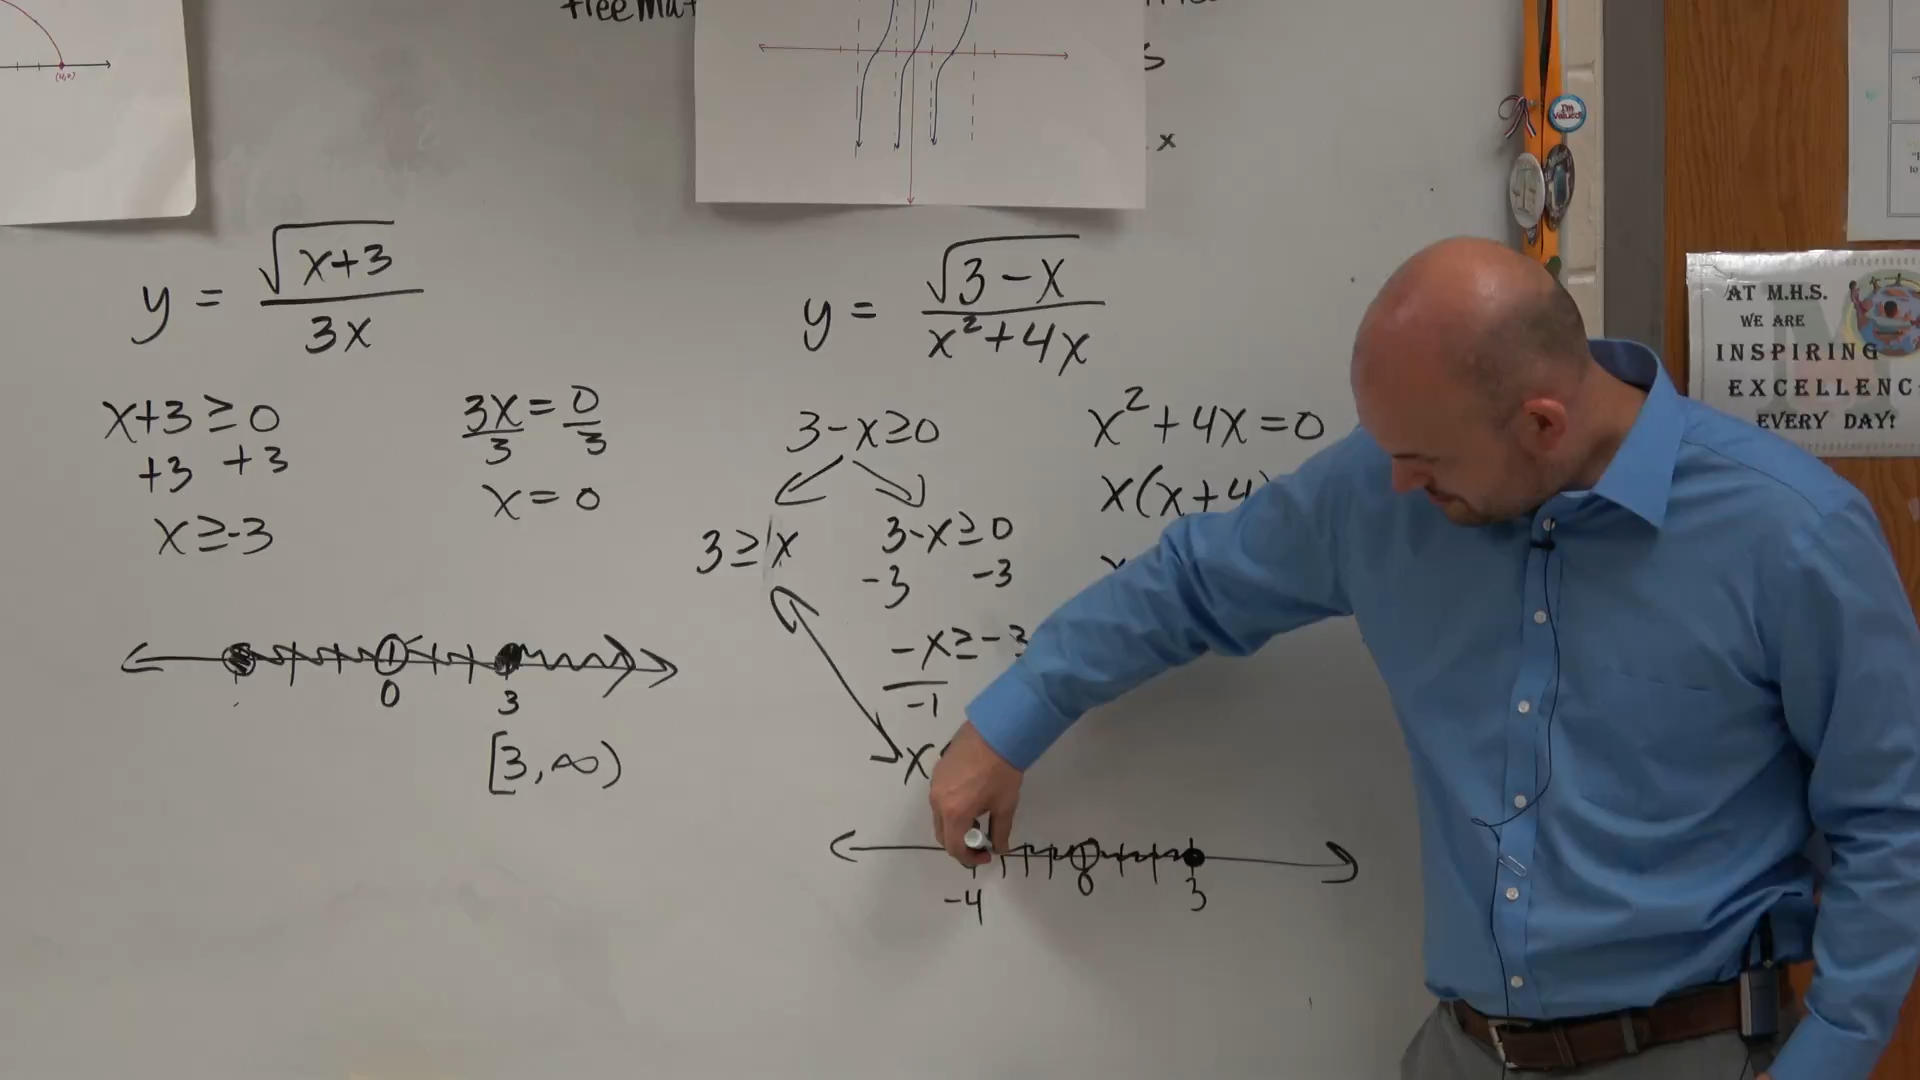 y = √x+3 / 3x
x+3 ≥ 0
+3 +3
x ≥ -3
3x = 0
3 3
x = 0
0 3
[3, ∞)
y = √3-x / x²+4x
3-x ≥ 0
3 ≥ x
3-x ≥ 0
-3 -3
-x ≥ -3
-1
x
x²+4x=0
x(x+4)
-4 0 3
x
I'm Valued!
AT M.H.S.
WE ARE
INSPIRING
EXCELLENC
EVERY DAY!